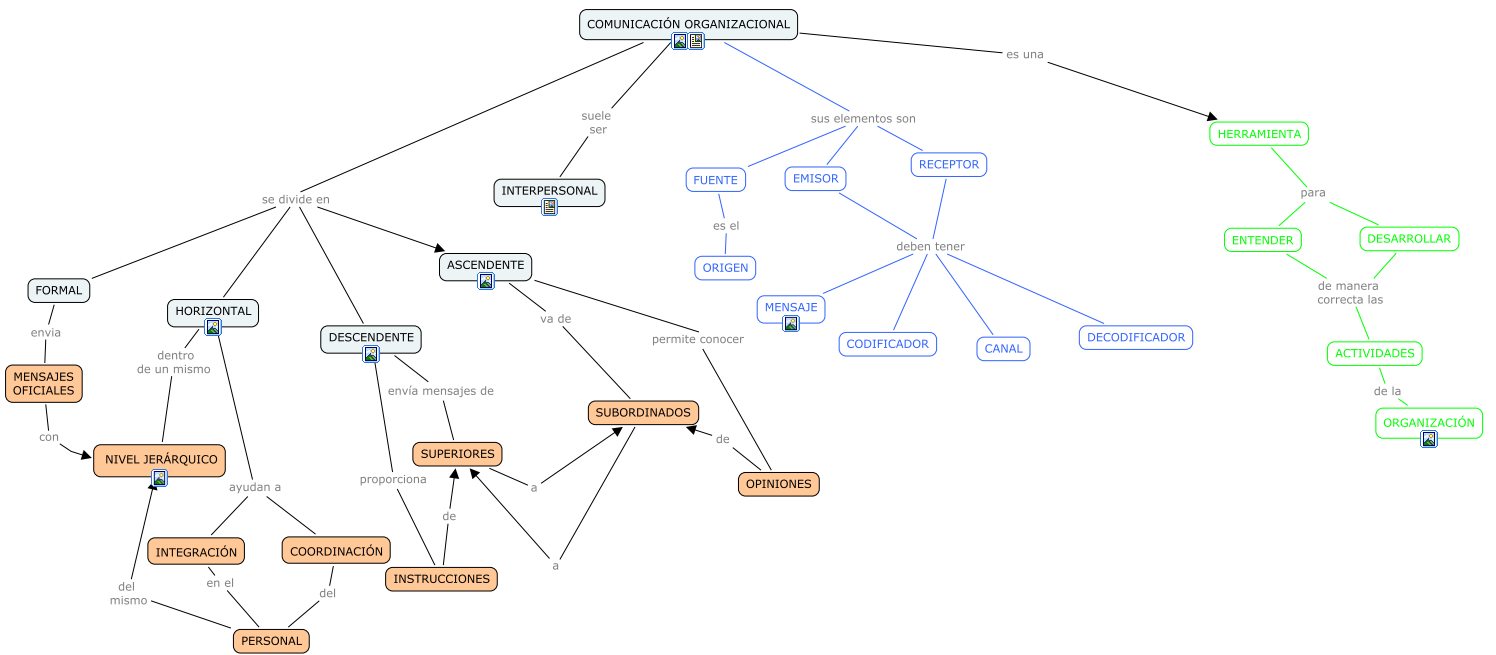 COMUNICACIÓN ORGANIZACIONAL
es una
suele
ser
sus elementos son
HERRAMIENTA
RECEPTOR
EMISOR
FUENTE
INTERPERSONAL
para
se divide en
es el
deben tener
ENTENDER
DESARROLLAR
ASCENDENTE
ORIGEN
FORMAL
de manera
correcta las
HORIZONTAL
MENSAJE
va de
envia
DESCENDENTE
permite conocer
CODIFICADOR
CANAL
DECODIFICADOR
ACTIVIDADES
dentro
de un mismo
MENSAJES
OFICIALES
envía mensajes de
de la
SUBORDINADOS
ORGANIZACIÓN
con
de
NIVEL JERÁRQUICO
SUPERIORES
proporciona
ayudan a
a
OPINIONES
de
INTEGRACIÓN
COORDINACIÓN
a
INSTRUCCIONES
en el
del
mismo
del
PERSONAL